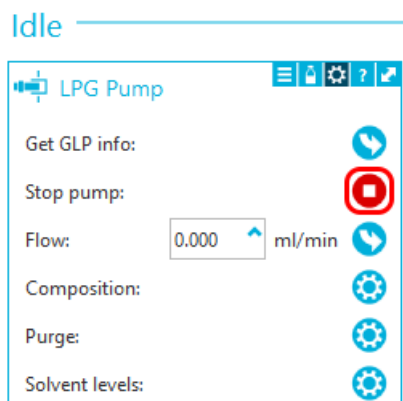 Idle
LPG Pump
?
Get GLP info:
Stop pump:
Flow: 0.000 ml/min
Composition:
Purge:
Solvent levels: